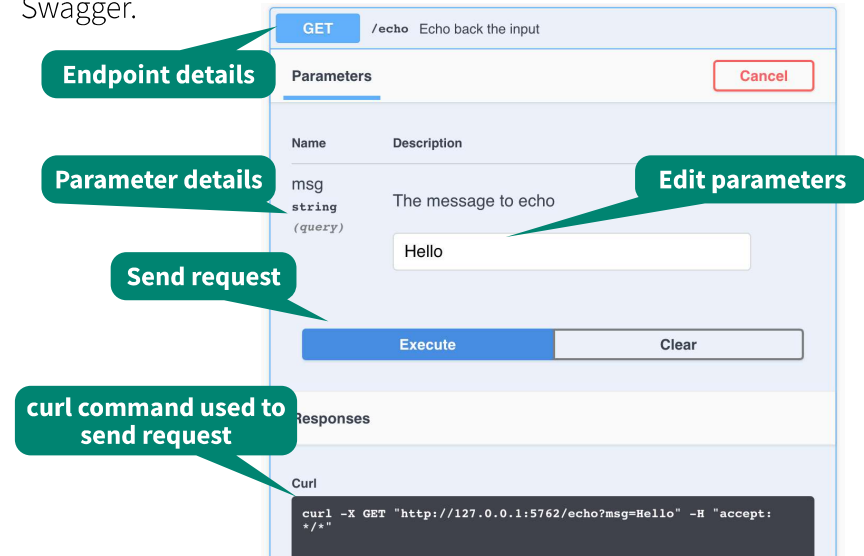 Swagger.
GET /echo Echo back the input
Endpoint details
Parameters Cancel
Name Description
Parameter details
msg
string
(query)
The message to echo
Edit parameters
Hello
Send request
Execute Clear
curl command used to
send request
Responses
Curl
curl -X GET "http://127.0.0.1:5762/echo?msg=Hello" -H "accept:
*/*"